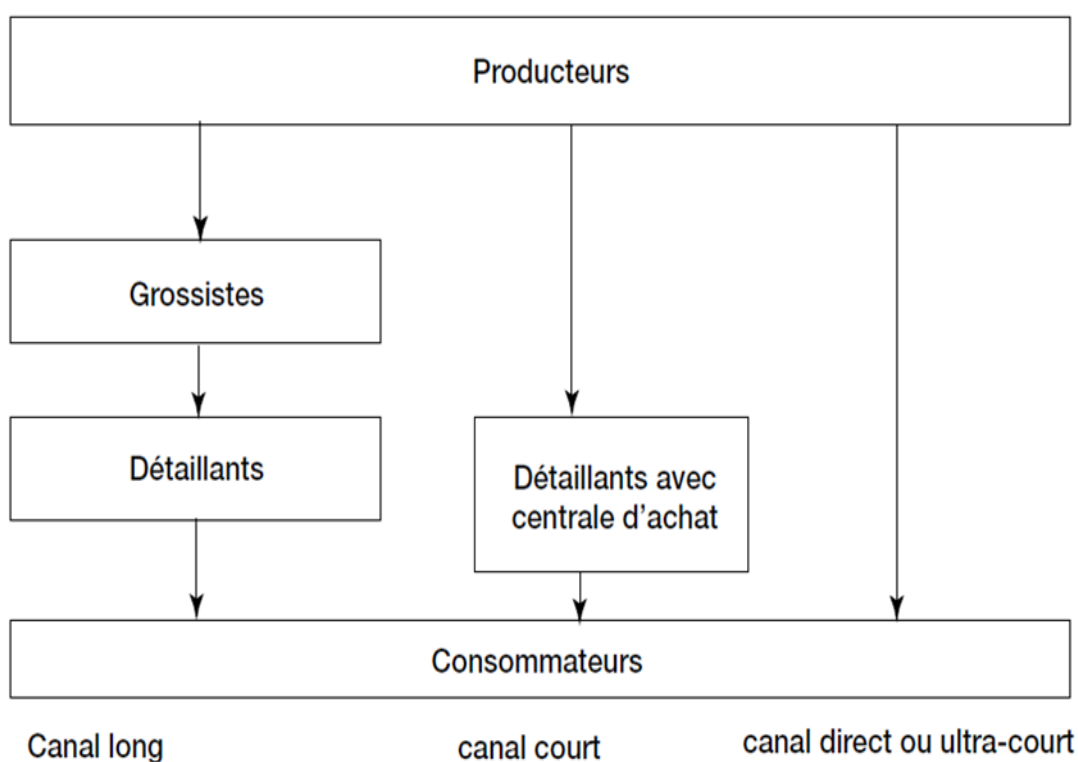 Producteurs
Grossistes
Détaillants
Détaillants avec
centrale d'achat
Consommateurs
Canal long
canal court
canal direct ou ultra-court